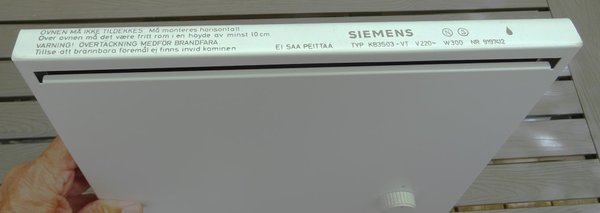 OVNEN MÅ IKKE TILDEKKES. MÅ monteres horisontalt.
Over ovnen må det være fritt rom i en høyde av minst 10 cm
VARNING! ÖVERTÄCKNING MEDFÖR BRANDFARA.
Tillse att brännbara föremål ej finns invid kaminen
EI SAA PEITTÄÄ
SIEMENS
TYP KB3503-VT V220~ W300 NR